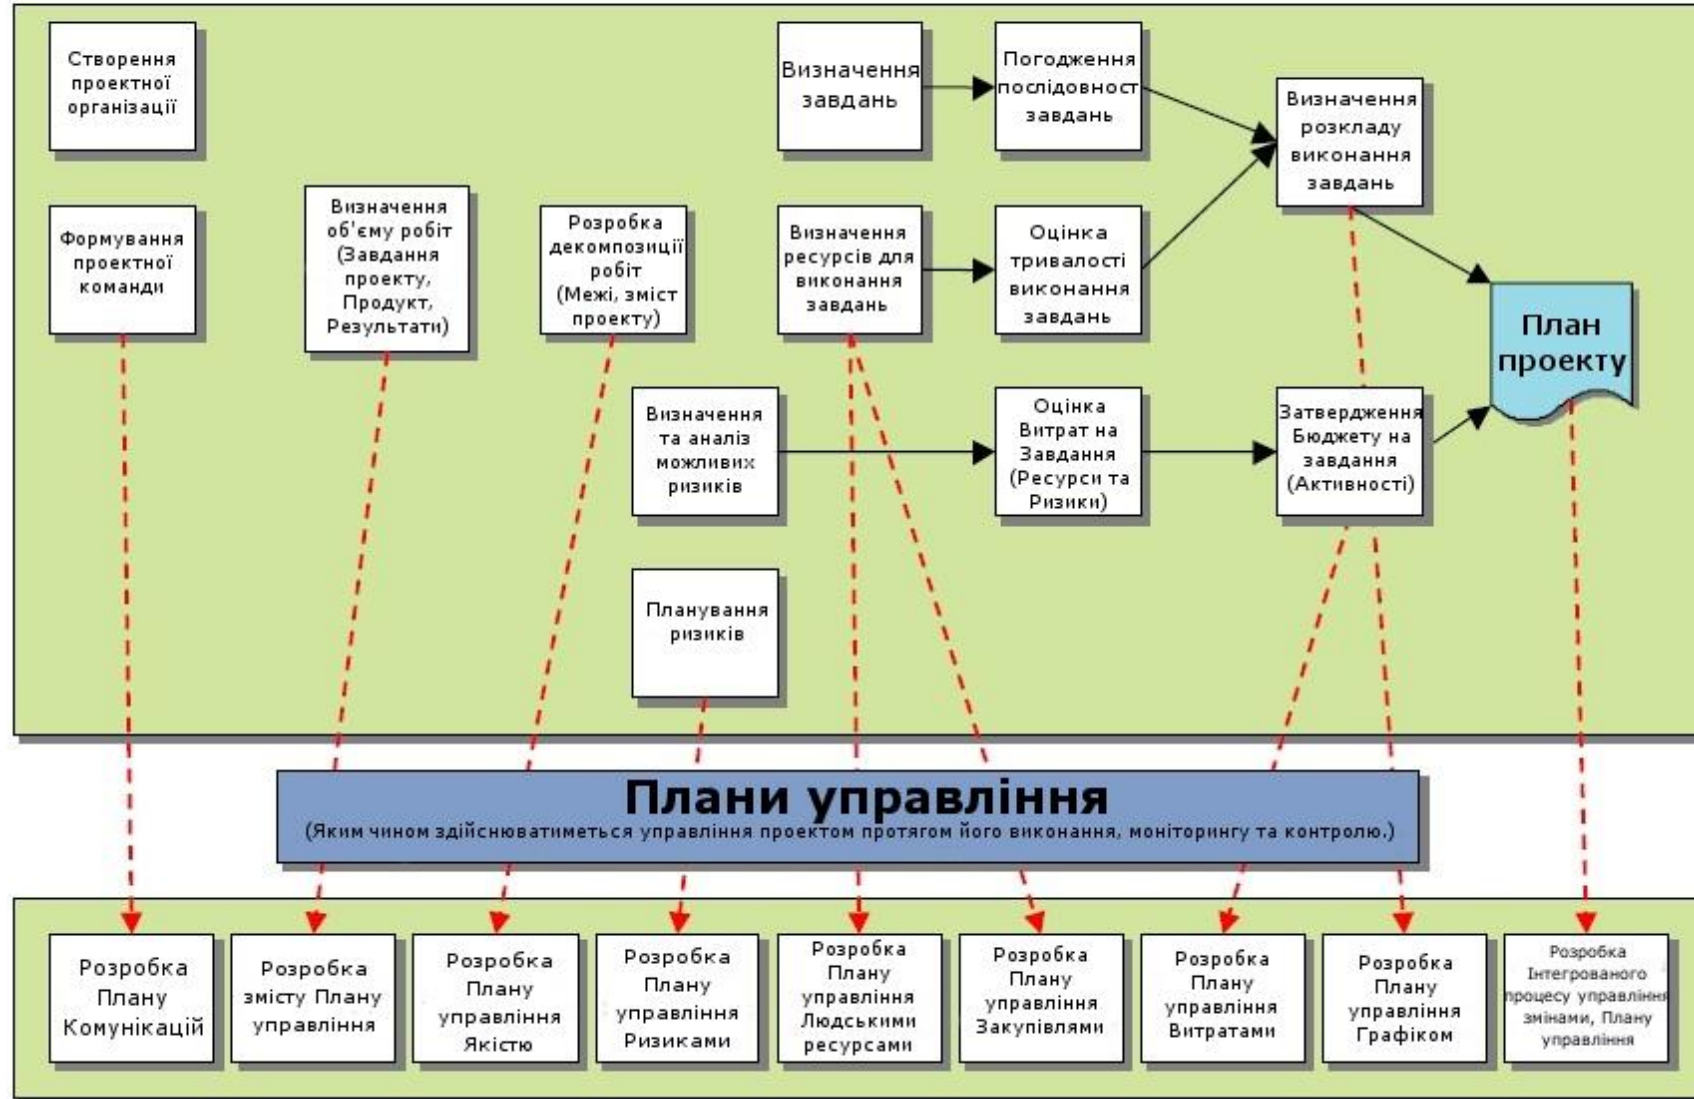 Створення
проектної
організації
Визначення
завдань
Погодження
послідовност
завдань
Визначення
розкладу
виконання
завдань
Формування
проектної
команди
Визначення
об'єму робіт
(Завдання
проекту,
Продукт,
Результати)
Розробка
декомпозиції
робіт
(Межі, зміст
проекту)
Визначення
ресурсів для
виконання
завдань
Оцінка
тривалості
виконання
завдань
План
проекту
Визначення
та аналіз
можливих
ризиків
Оцінка
Витрат на
Завдання
(Ресурси та
Ризики)
Затвердження
Бюджету на
завдання
(Активності)
Планування
ризиків
Плани управління
(Яким чином здійснюватиметься управління проектом протягом його виконання, моніторингу та контролю.)
Розробка
Плану
Комунікацій
Розробка
змісту Плану
управління
Розробка
Плану
управління
Якістю
Розробка
Плану
управління
Ризиками
Розробка
Плану
управління
Людськими
ресурсами
Розробка
Плану
управління
Закупівлями
Розробка
Плану
управління
Витратами
Розробка
Плану
управління
Графіком
Розробка
Інтегрованого
процесу управління
змінами, Плану
управління